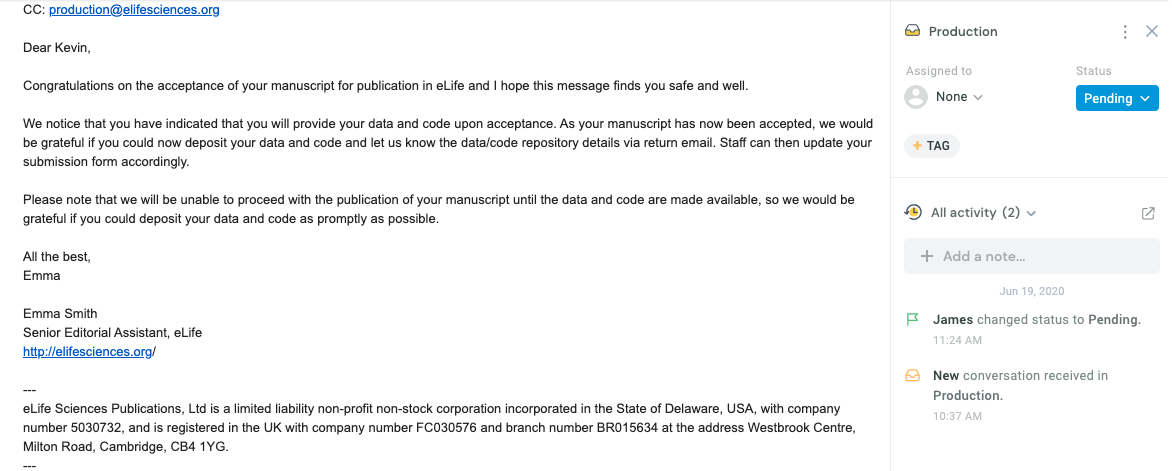 CC: production@elifesciences.org
Dear Kevin,
Congratulations on the acceptance of your manuscript for publication in eLife and I hope this message finds you safe and well.
We notice that you have indicated that you will provide your data and code upon acceptance. As your manuscript has now been accepted, we would
be grateful if you could now deposit your data and code and let us know the data/code repository details via return email. Staff can then update your
submission form accordingly.
Please note that we will be unable to proceed with the publication of your manuscript until the data and code are made available, so we would be
grateful if you could deposit your data and code as promptly as possible.
All the best,
Emma
Emma Smith
Senior Editorial Assistant, eLife
http://elifesciences.org/
---
eLife Sciences Publications, Ltd is a limited liability non-profit non-stock corporation incorporated in the State of Delaware, USA, with company
number 5030732, and is registered in the UK with company number FC030576 and branch number BR015634 at the address Westbrook Centre,
Milton Road, Cambridge, CB4 1YG.
---
Production
Assigned to
Status
None
Pending
+ TAG
All activity (2)
+ Add a note...
Jun 19, 2020
James changed status to Pending.
11:24 AM
New conversation received in
Production.
10:37 AM